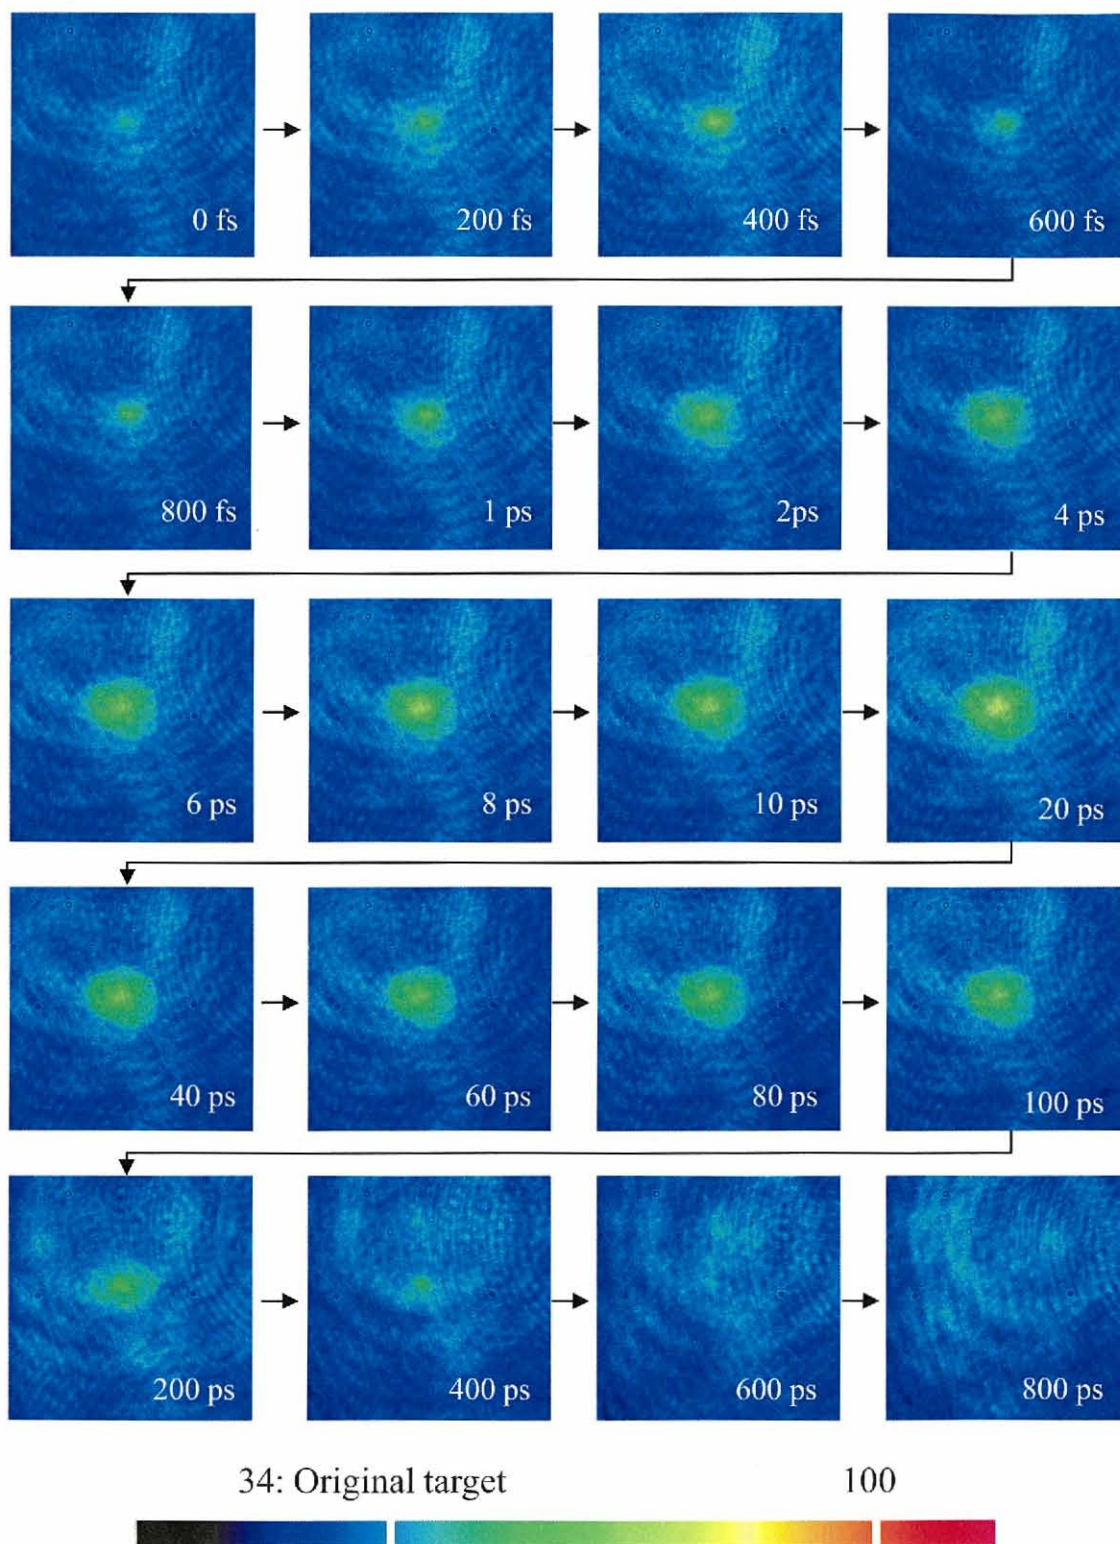 0 fs
200 fs
400 fs
600 fs
800 fs
1 ps
2ps
4 ps
6 ps
8 ps
10 ps
20 ps
40 ps
60 ps
80 ps
100 ps
200 ps
400 ps
600 ps
800 ps
34: Original target
100